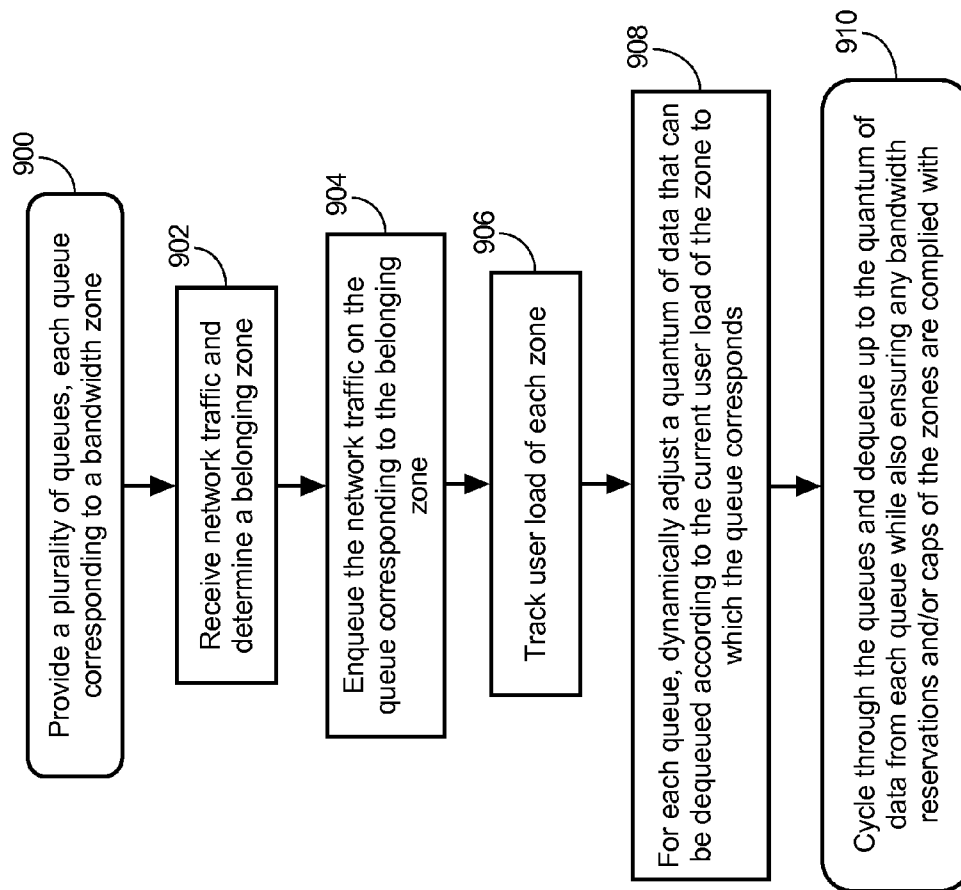 900
Provide a plurality of queues, each queue
corresponding to a bandwidth zone
902
Receive network traffic and
determine a belonging zone
904
Enqueue the network traffic on the
queue corresponding to the belonging
zone
906
Track user load of each zone
908
For each queue, dynamically adjust a quantum of data that can
be dequeued according to the current user load of the zone to
which the queue corresponds
910
Cycle through the queues and dequeue up to the quantum of
data from each queue while also ensuring any bandwidth
reservations and/or caps of the zones are complied with